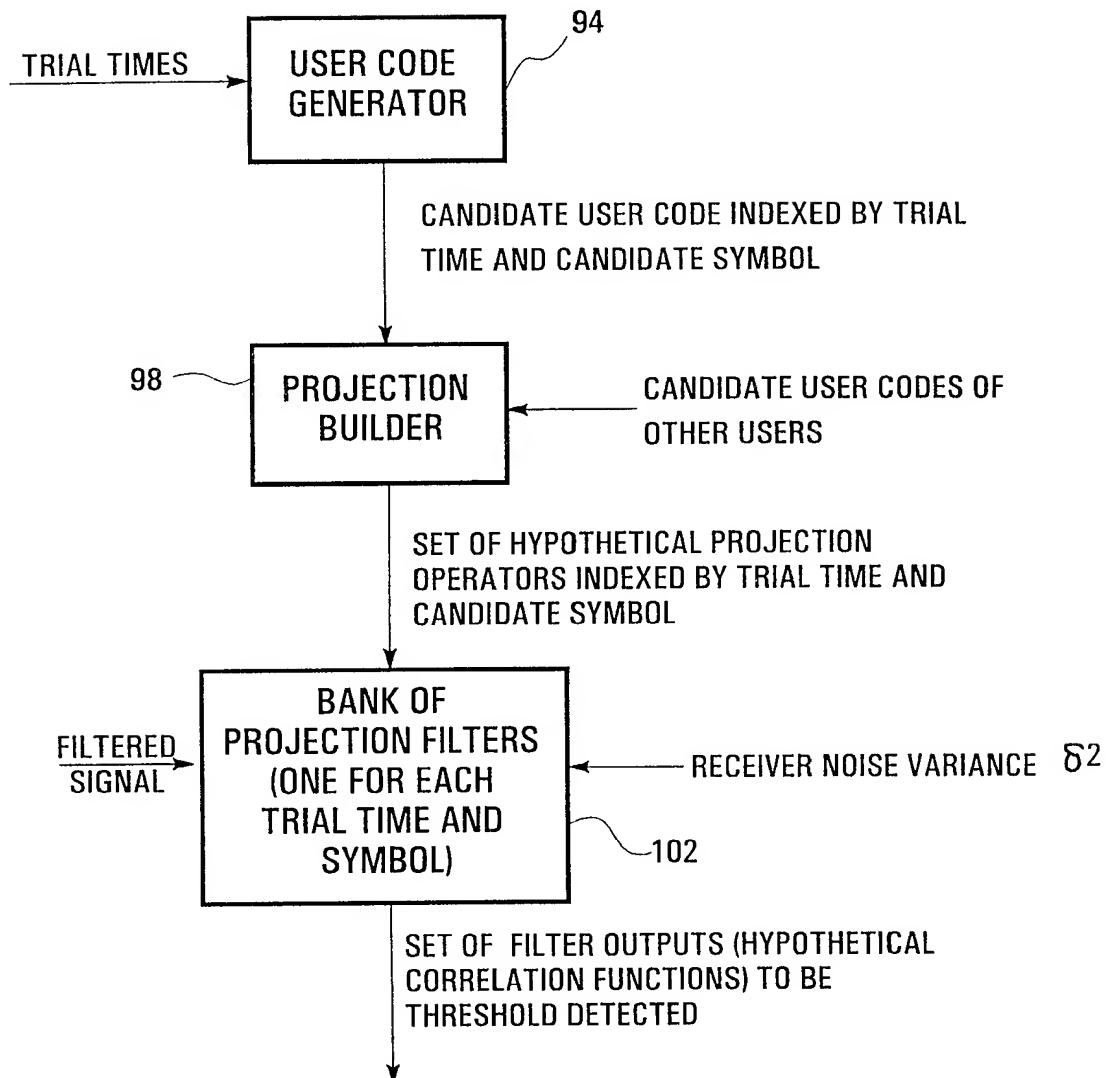 94
TRIAL TIMES
USER CODE
GENERATOR
CANDIDATE USER CODE INDEXED BY TRIAL
TIME AND CANDIDATE SYMBOL
98
PROJECTION
BUILDER
CANDIDATE USER CODES OF
OTHER USERS
SET OF HYPOTHETICAL PROJECTION
OPERATORS INDEXED BY TRIAL TIME AND
CANDIDATE SYMBOL
BANK OF
PROJECTION FILTERS
(ONE FOR EACH
TRIAL TIME AND
SYMBOL)
FILTERED
SIGNAL
RECEIVER NOISE VARIANCE δ2
102
SET OF FILTER OUTPUTS (HYPOTHETICAL
CORRELATION FUNCTIONS) TO BE
THRESHOLD DETECTED